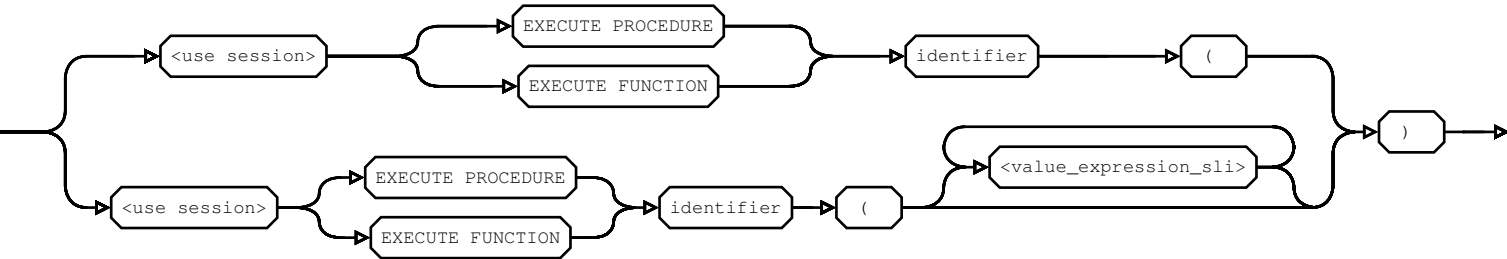 <use session>
EXECUTE PROCEDURE
EXECUTE FUNCTION
identifier
(
)
<use session>
EXECUTE PROCEDURE
EXECUTE FUNCTION
identifier
(
<value_expression_sli>